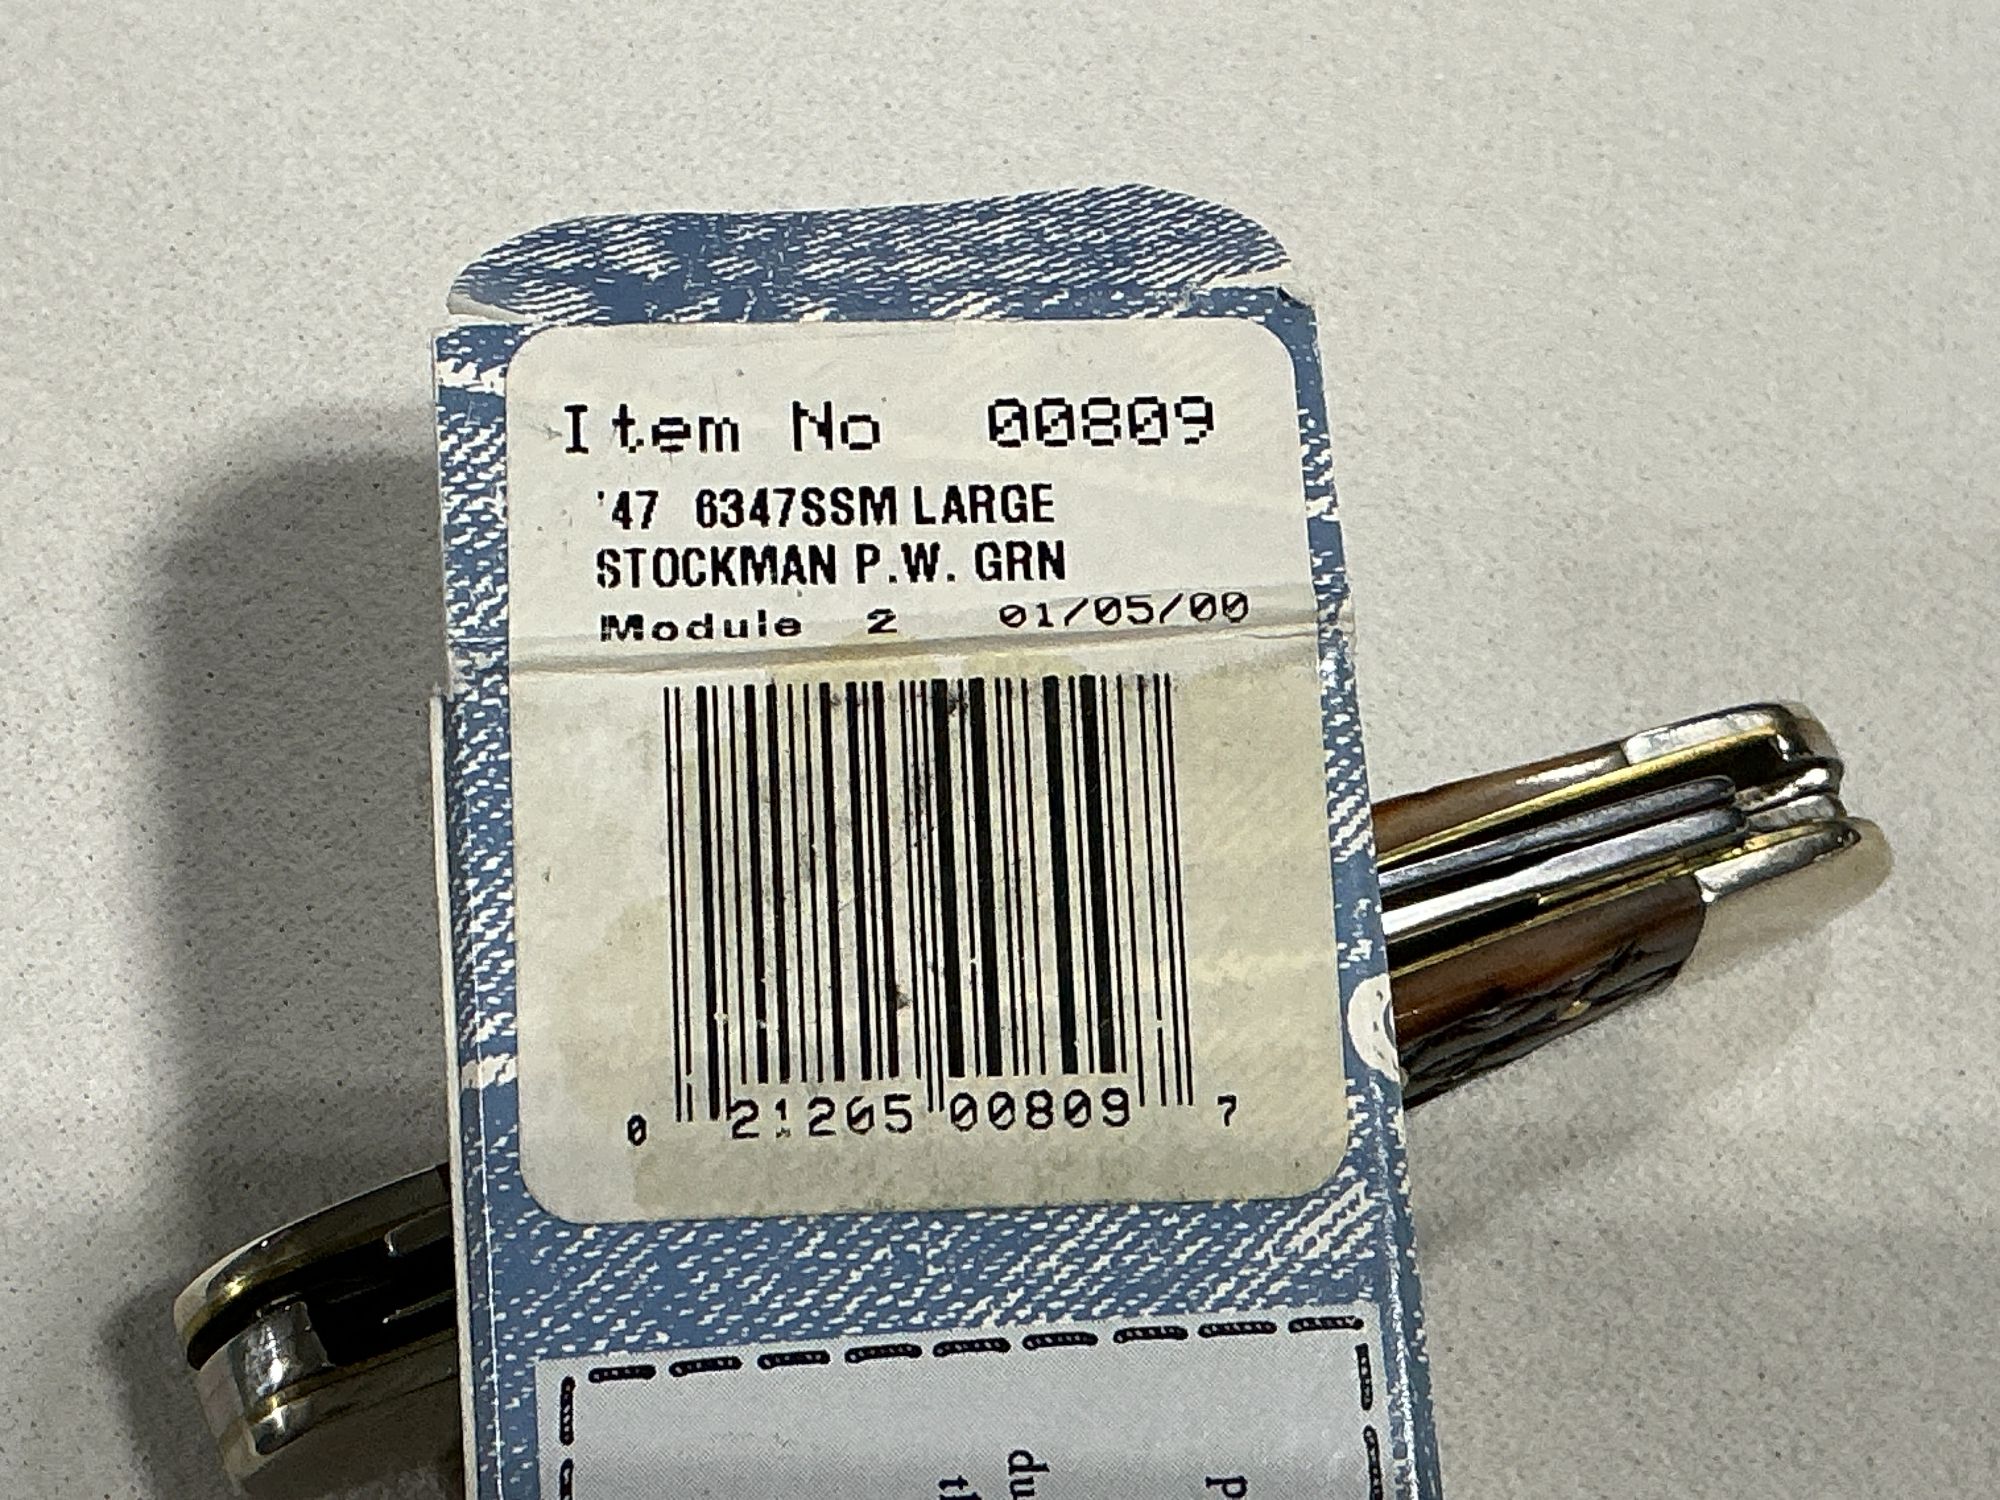 Item No 00809
'47 6347SSM LARGE
STOCKMAN P.W. GRN
Module 2 01/05/00
0 21205 00809 7